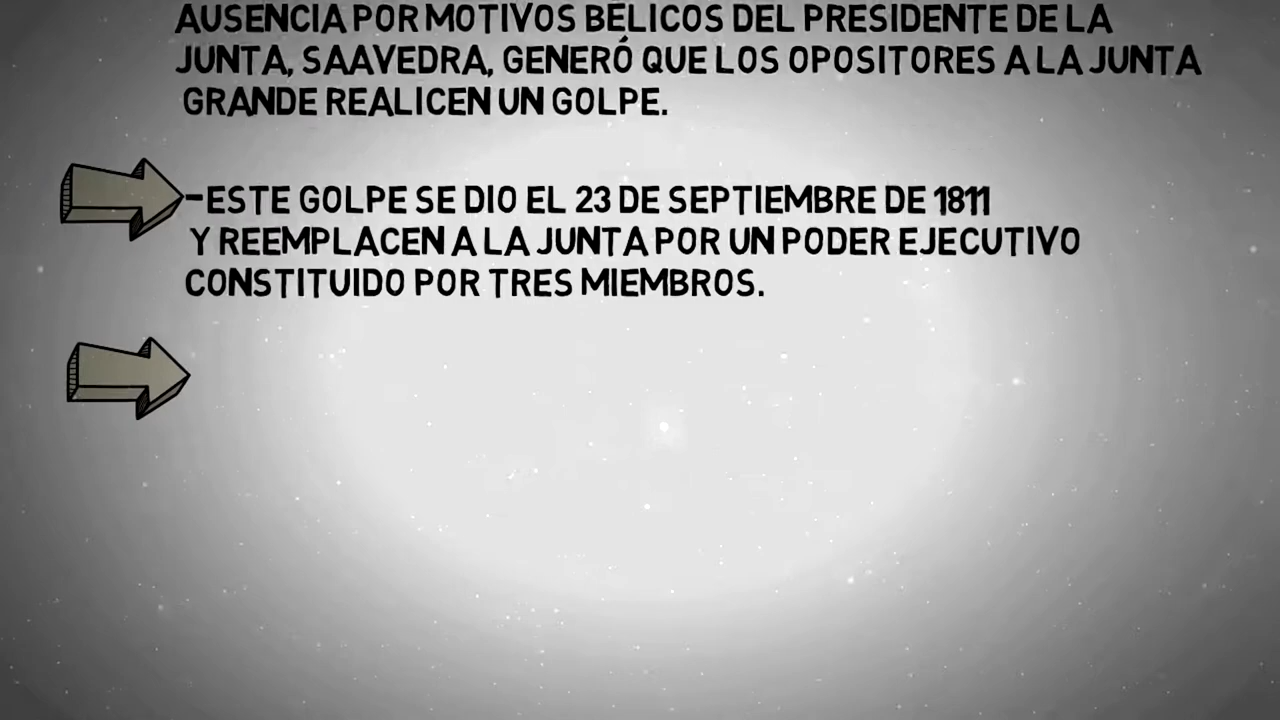 AUSENCIA POR MOTIVOS BÉLICOS DEL PRESIDENTE DE LA
JUNTA, SAAVEDRA, GENERÓ QUE LOS OPOSITORES A LA JUNTA
GRANDE REALICEN UN GOLPE.
-ESTE GOLPE SE DIO EL 23 DE SEPTIEMBRE DE 1811
Y REEMPLACEN A LA JUNTA POR UN PODER EJECUTIVO
CONSTITUIDO POR TRES MIEMBROS.